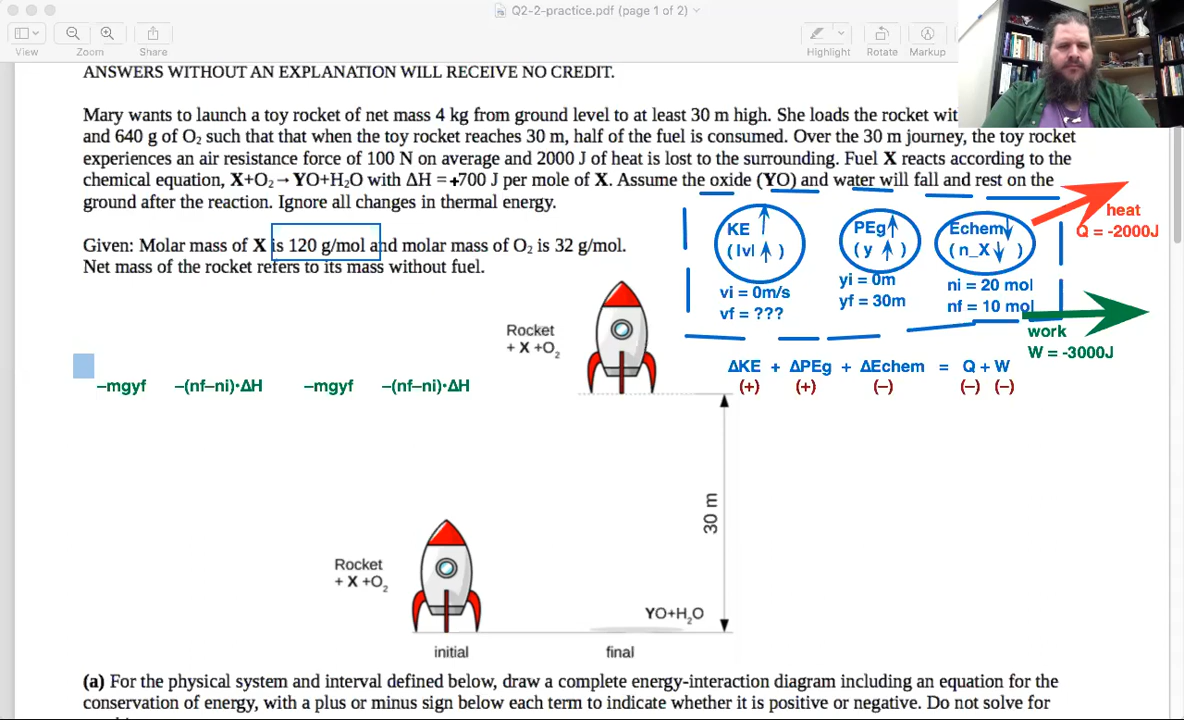 Q2-2-practice.pdf (page 1 of 2)
View
Zoom
Share
Highlight
Rotate
Markup
ANSWERS WITHOUT AN EXPLANATION WILL RECEIVE NO CREDIT.
Mary wants to launch a toy rocket of net mass 4 kg from ground level to at least 30 m high. She loads the rocket
and 640 g of O₂ such that that when the toy rocket reaches 30 m, half of the fuel is consumed. Over the 30 m journey, the toy rocket
experiences an air resistance force of 100 N on average and 2000 J of heat is lost to the surrounding. Fuel X reacts according to the
chemical equation, X+O₂→YO+H₂O with ΔH =+700 J per mole of X. Assume the oxide (YO) and water will fall and rest on the
ground after the reaction. Ignore all changes in thermal energy.
Given: Molar mass of X is 120 g/mol and molar mass of O₂ is 32 g/mol.
Net mass of the rocket refers to its mass without fuel.
KE
(|v|↑)
vi = 0m/s
vf = ???
PEg↑
(y ↑)
yi = 0m
yf = 30m
Echem↓
(n_X↓)
ni = 20 mol
nf = 10 mol
heat
Q = -2000J
work
W = -3000J
Rocket
+ X +O₂
ΔKE + ΔPEg + ΔEchem = Q + W
(+) (+) (−) (−) (−)
−mgyf −(nf−ni)·ΔH −mgyf −(nf−ni)·ΔH
30 m
Rocket
+ X +O₂
YO+H₂O
initial
final
(a) For the physical system and interval defined below, draw a complete energy-interaction diagram including an equation for the
conservation of energy, with a plus or minus sign below each term to indicate whether it is positive or negative. Do not solve for